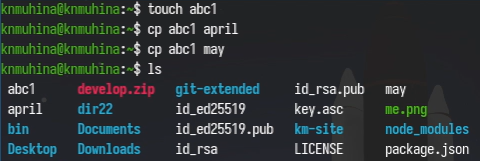 knmuhina@knmuhina:~$ touch abc1
knmuhina@knmuhina:~$ cp abc1 april
knmuhina@knmuhina:~$ cp abc1 may
knmuhina@knmuhina:~$ ls
abc1 develop.zip git-extended id_rsa.pub may
april dir22 id_ed25519 key.asc me.png
bin Documents id_ed25519.pub km-site node_modules
Desktop Downloads id_rsa LICENSE package.json